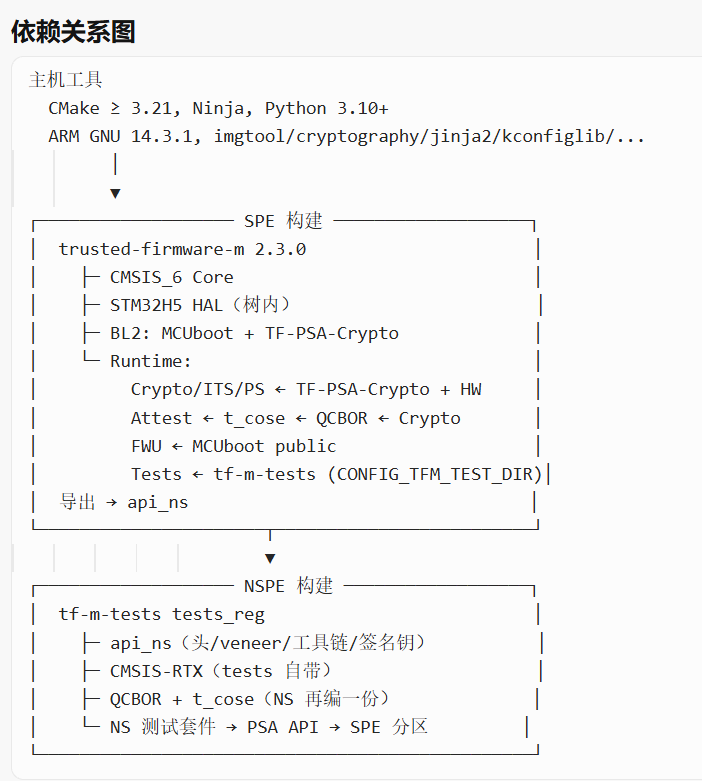 依赖关系图
主机工具
CMake ≥ 3.21, Ninja, Python 3.10+
ARM GNU 14.3.1, imgtool/cryptography/jinja2/kconfiglib/...
│
▼
┌─────────────────── SPE 构建 ───────────────────┐
│ trusted-firmware-m 2.3.0 │
│ ├─ CMSIS_6 Core │
│ ├─ STM32H5 HAL（树内） │
│ ├─ BL2: MCUboot + TF-PSA-Crypto │
│ └─ Runtime: │
│ Crypto/ITS/PS ← TF-PSA-Crypto + HW │
│ Attest ← t_cose ← QCBOR ← Crypto │
│ FWU ← MCUboot public │
│ Tests ← tf-m-tests (CONFIG_TFM_TEST_DIR)│
│ 导出 → api_ns │
└──────────────────────┬─────────────────────────┘
▼
┌─────────────────── NSPE 构建 ──────────────────┐
│ tf-m-tests tests_reg │
│ ├─ api_ns（头/veneer/工具链/签名钥） │
│ ├─ CMSIS-RTX（tests 自带） │
│ ├─ QCBOR + t_cose（NS 再编一份） │
│ └─ NS 测试套件 → PSA API → SPE 分区 │
└────────────────────────────────────────────────┘